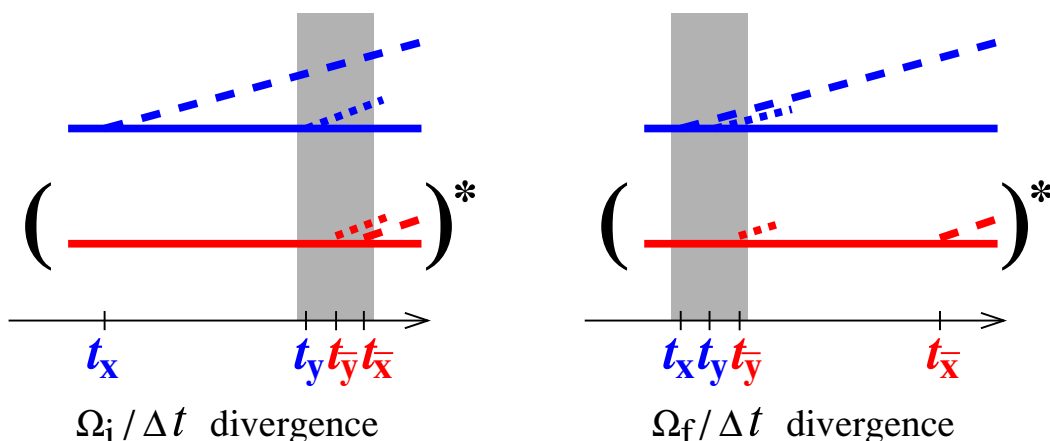 ( )* ( )*
t_x t_y t_ȳ t_x̄ t_x t_y t_ȳ t_x̄
Ω_i / Δt divergence Ω_f / Δt divergence